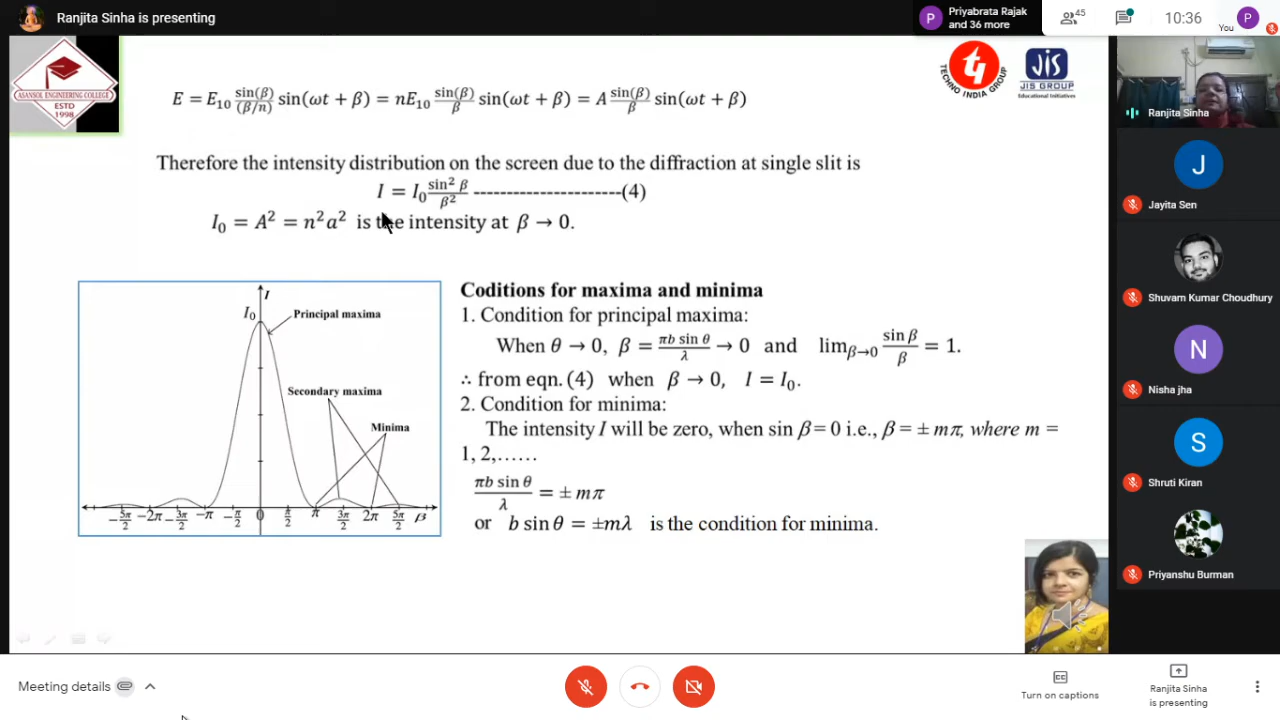 Ranjita Sinha is presenting
P
Priyabrata Rajak
and 36 more
45
10:36
You
P
ASANSOL ENGINEERING COLLEGE
ESTD
1998
TECHNO INDIA GROUP
JIS
JIS GROUP
Educational Initiatives
E = E₁₀ sin(β)/(β/n) sin(ωt + β) = nE₁₀ sin(β)/β sin(ωt + β) = A sin(β)/β sin(ωt + β)
Therefore the intensity distribution on the screen due to the diffraction at single slit is
I = I₀ sin² β/β² ----------------------(4)
I₀ = A² = n²a² is the intensity at β → 0.
I
I₀
Principal maxima
Secondary maxima
Minima
−5π/2 −2π −3π/2 −π −π/2 0 π/2 π 3π/2 2π 5π/2 β
Coditions for maxima and minima
1. Condition for principal maxima:
When θ → 0, β = πb sin θ/λ → 0 and lim β→0 sin β/β = 1.
∴ from eqn. (4) when β → 0, I = I₀.
2. Condition for minima:
The intensity I will be zero, when sin β = 0 i.e., β = ± mπ, where m =
1, 2,……
πb sin θ/λ = ± mπ
or b sin θ = ±mλ is the condition for minima.
Ranjita Sinha
J
Jayita Sen
Shuvam Kumar Choudhury
N
Nisha jha
S
Shruti Kiran
Priyanshu Burman
Meeting details
CC
Turn on captions
Ranjita Sinha
is presenting